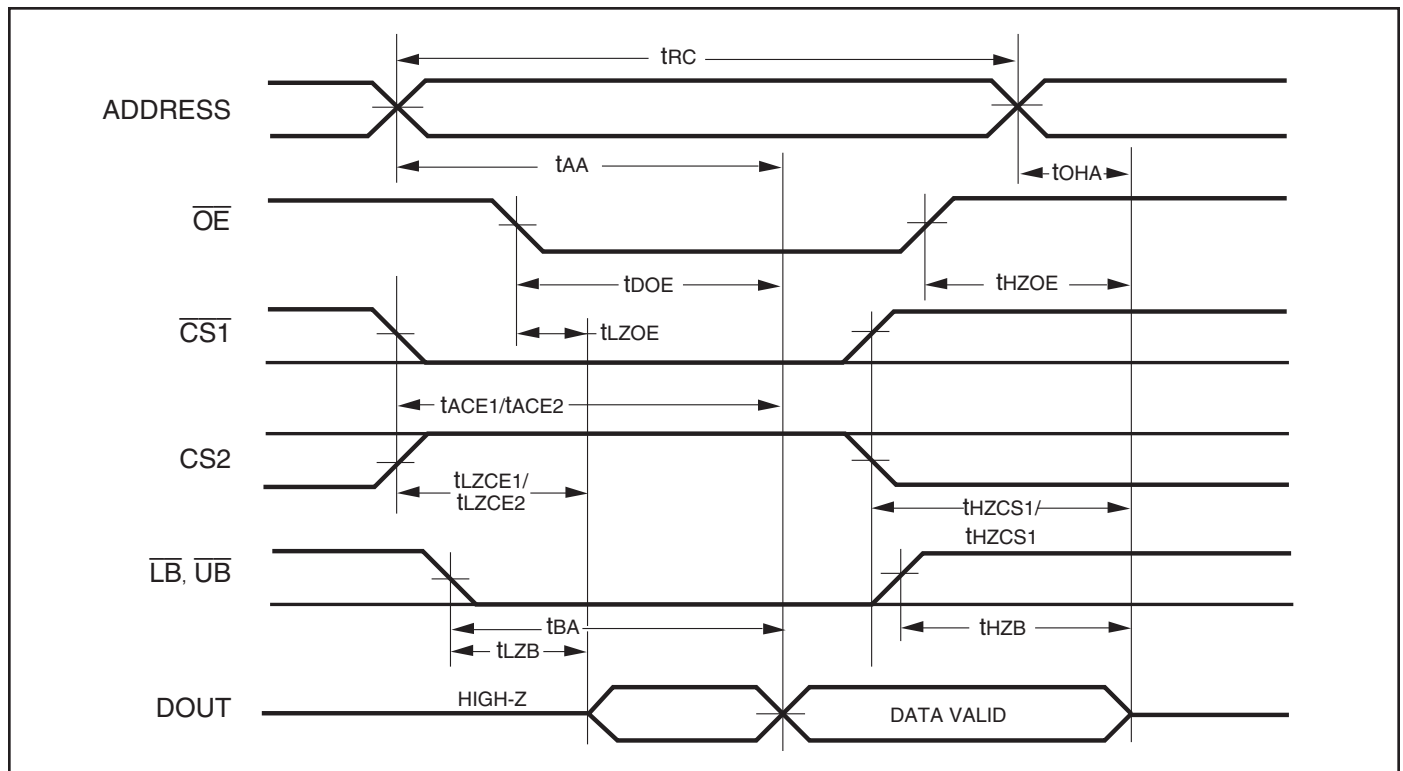 tRC
ADDRESS
tAA
tOHA
OE
tDOE
tHZOE
CS1
tLZOE
tACE1/tACE2
CS2
tLZCE1/
tLZCE2
tHZCS1/
tHZCS1
LB, UB
tBA
tHZB
tLZB
HIGH-Z
DOUT
DATA VALID